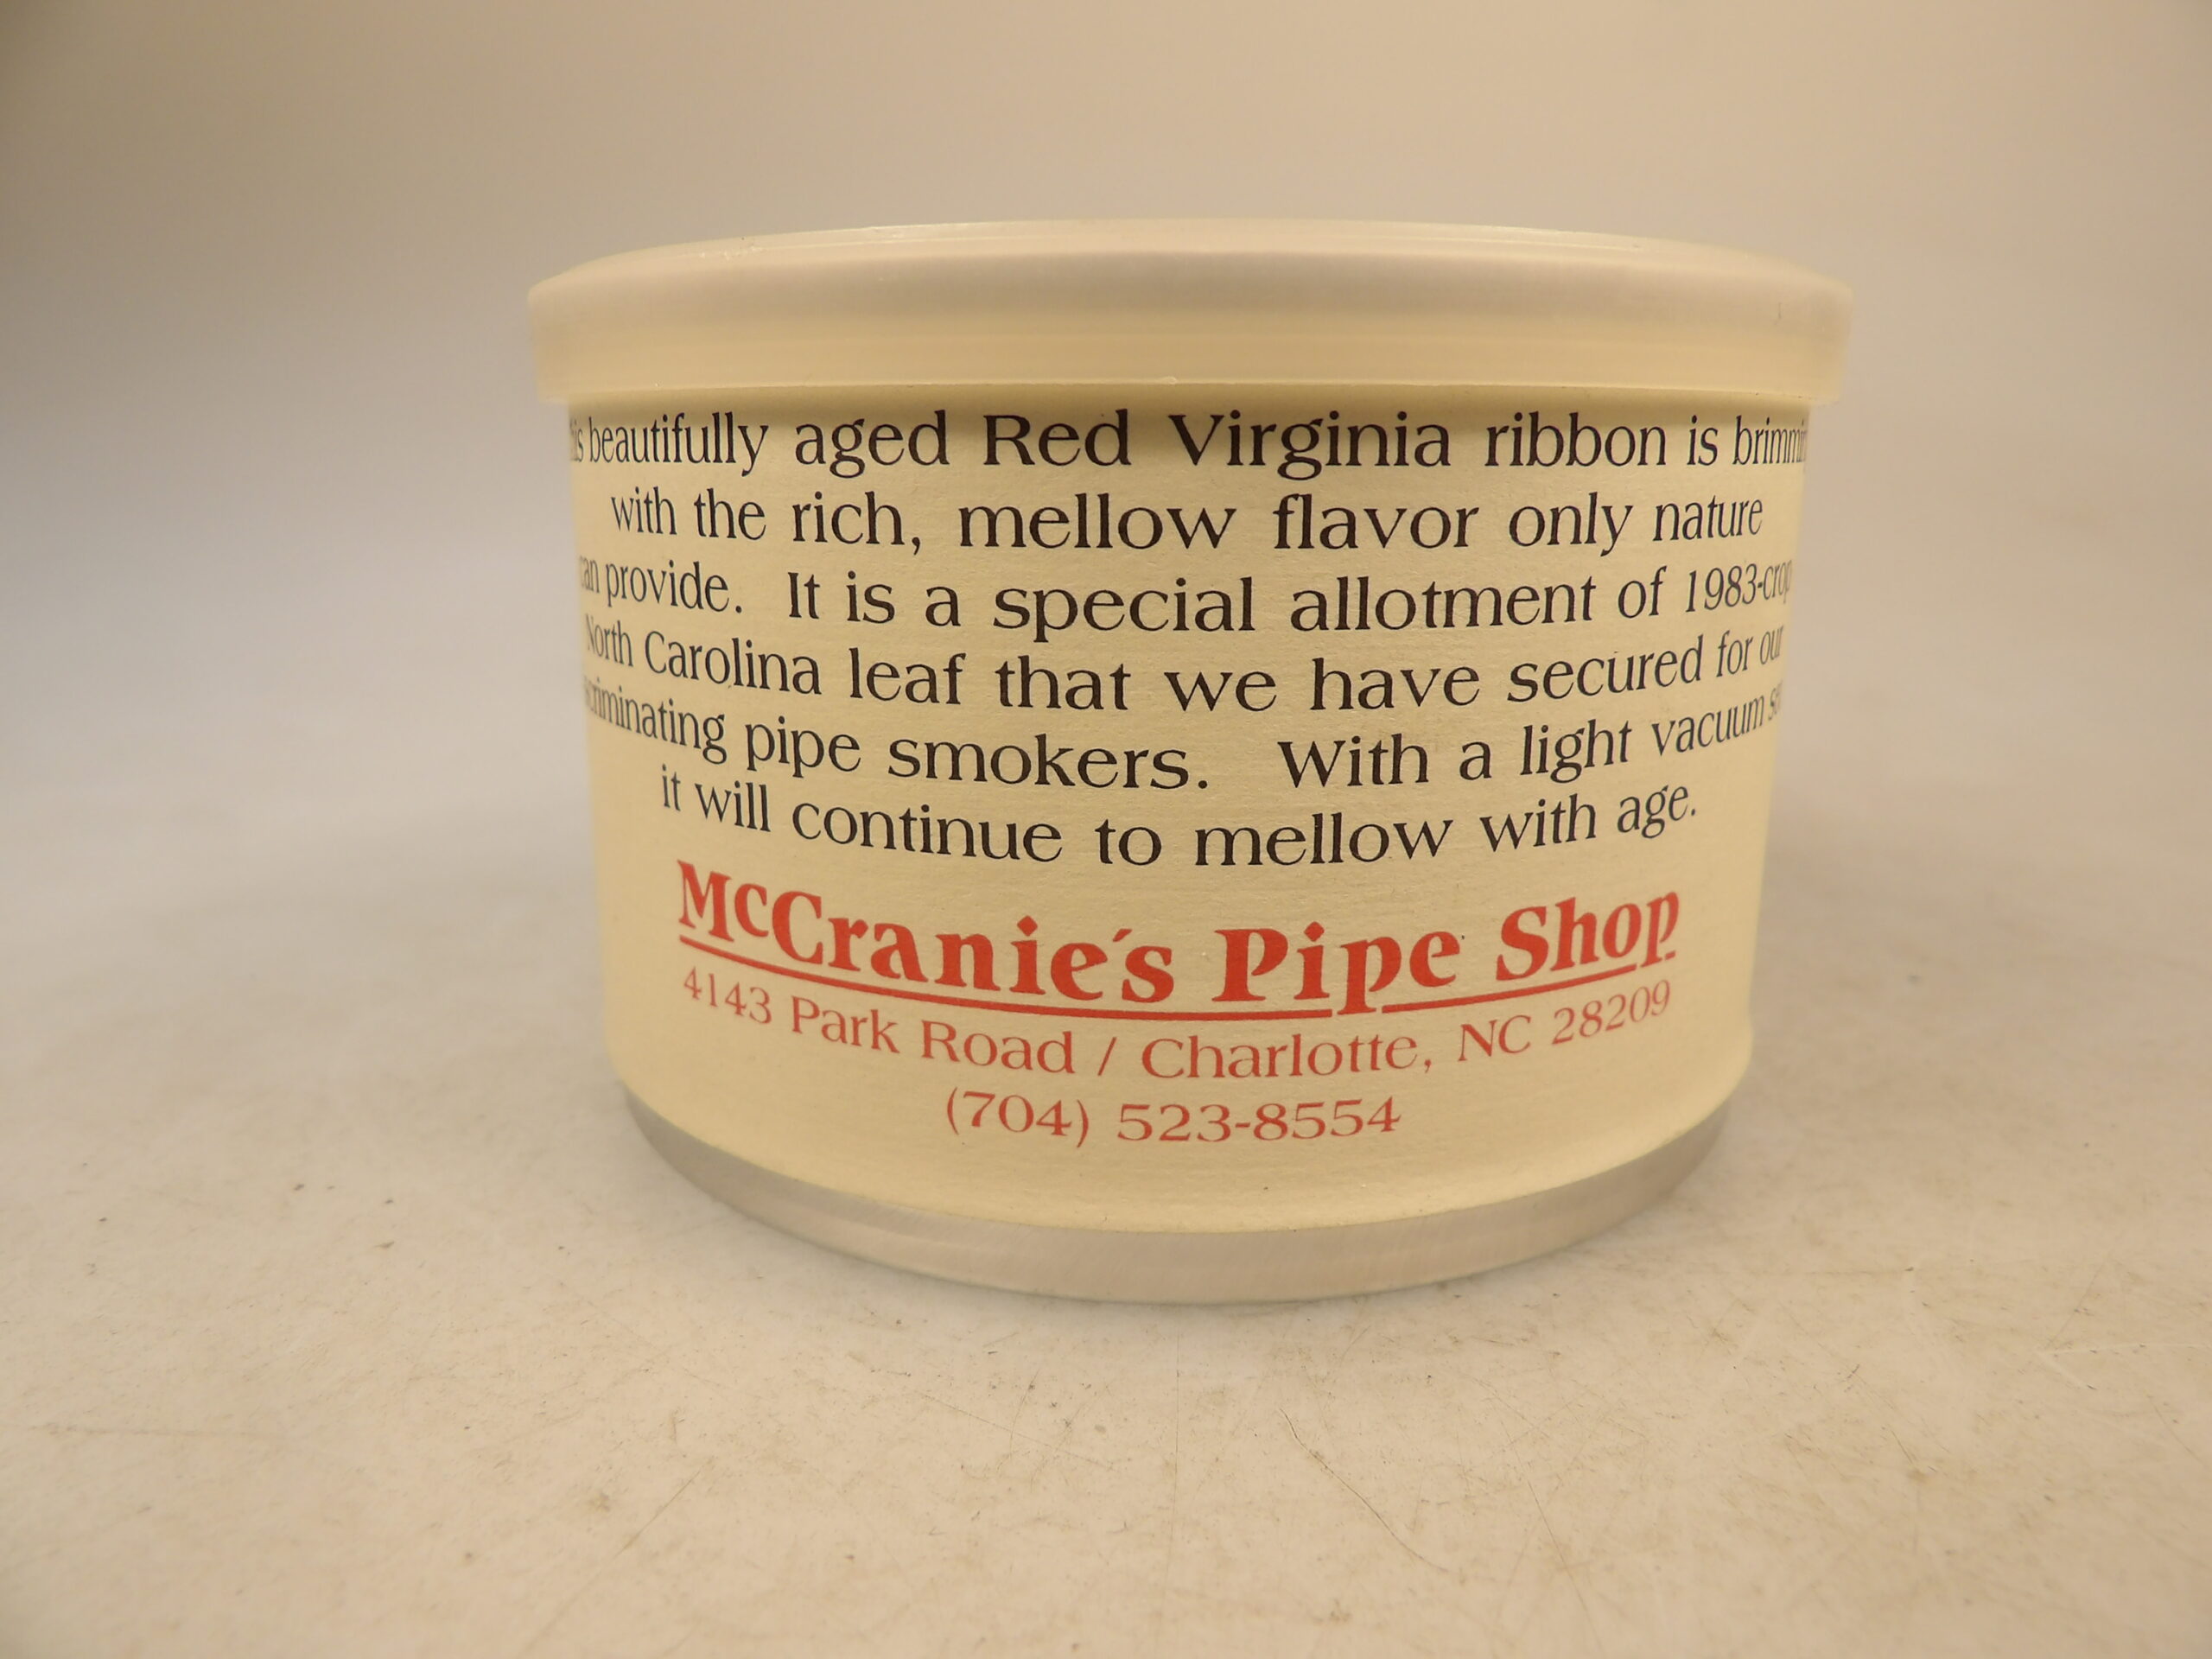 beautifully aged Red Virginia ribbon is
with the rich, mellow flavor only nature
provide. It is a special allotment of 1983-crop
North Carolina leaf that we have secured for our
pipe smokers. With a light vacuum
it will continue to mellow with age.
McCranie's Pipe Shop
4143 Park Road / Charlotte, NC 28209
(704) 523-8554